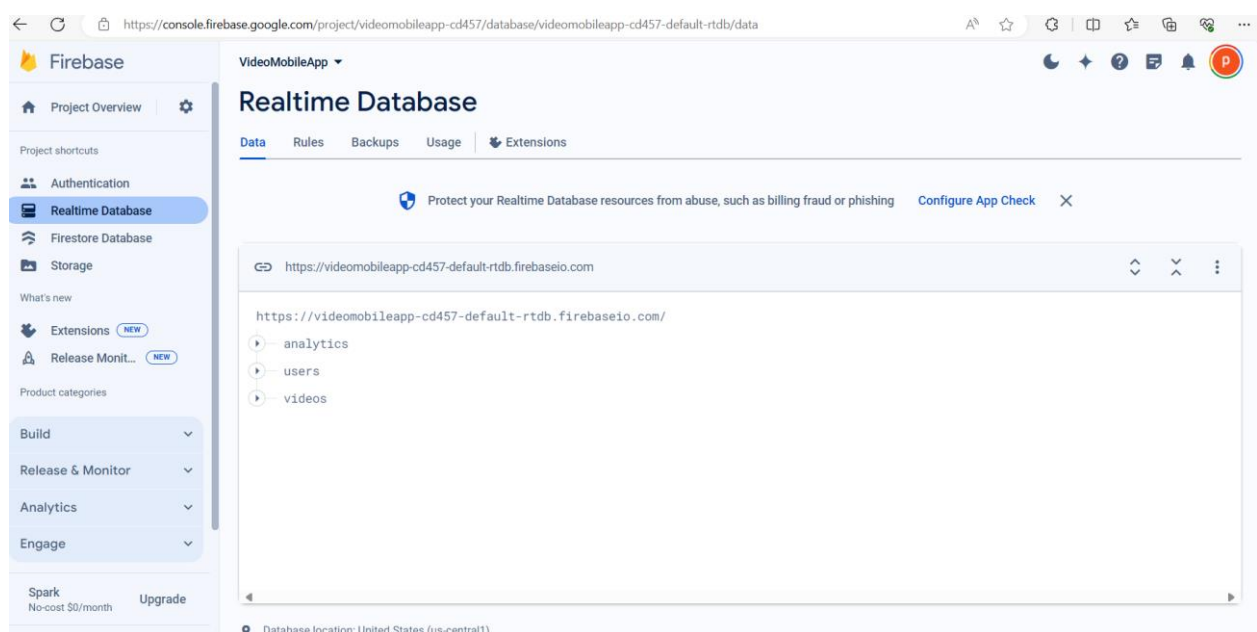 https://console.firebase.google.com/project/videomobileapp-cd457/database/videomobileapp-cd457-default-rtdb/data
Firebase
VideoMobileApp
P
Project Overview
Realtime Database
Data Rules Backups Usage Extensions
Project shortcuts
Authentication
Realtime Database
Firestore Database
Storage
Protect your Realtime Database resources from abuse, such as billing fraud or phishing Configure App Check
https://videomobileapp-cd457-default-rtdb.firebaseio.com
https://videomobileapp-cd457-default-rtdb.firebaseio.com/
analytics
users
videos
What's new
Extensions NEW
Release Monit... NEW
Product categories
Build
Release & Monitor
Analytics
Engage
Spark
No-cost $0/month
Upgrade
Database location: United States (us-central1)